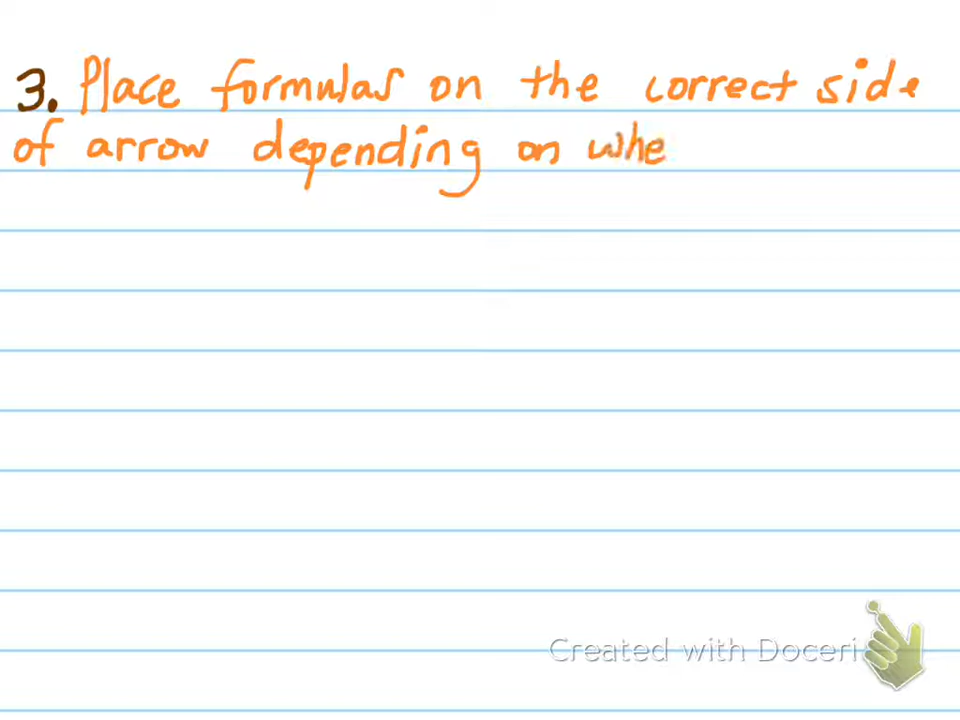 3. Place formulas on the correct side
of arrow depending on whe
Created with Doceri